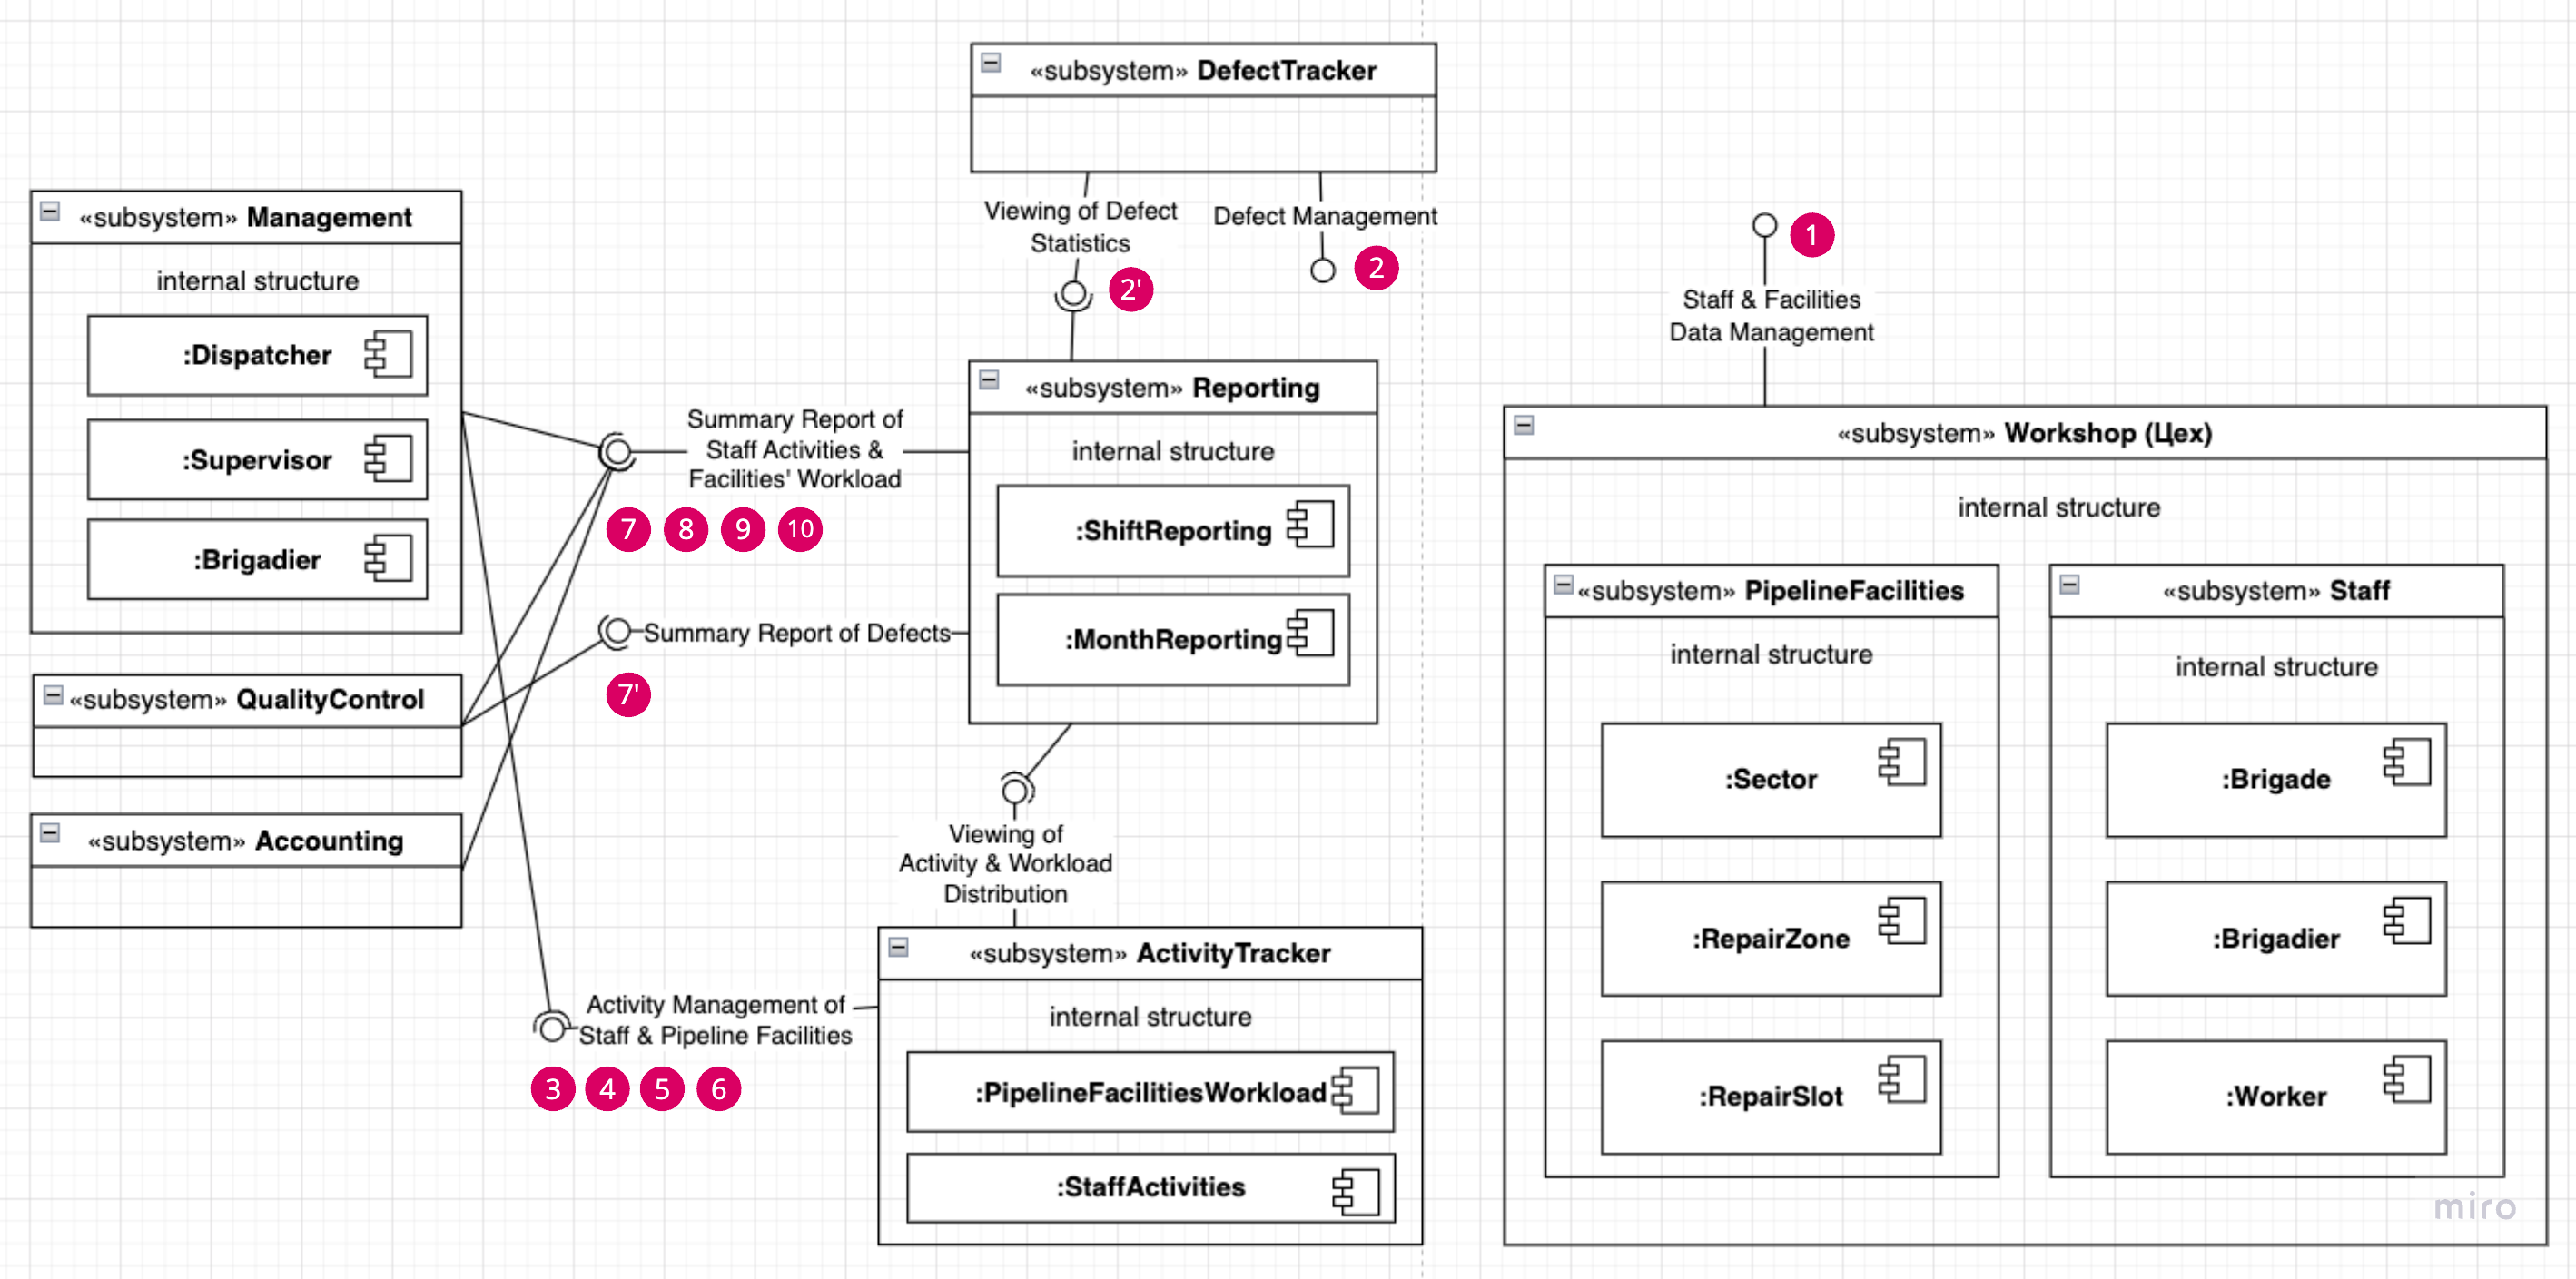 «subsystem» DefectTracker
Viewing of Defect
Statistics
2'
Defect Management
2
«subsystem» Management
internal structure
:Dispatcher
:Supervisor
:Brigadier
«subsystem» QualityControl
«subsystem» Accounting
Summary Report of
Staff Activities &
Facilities' Workload
7 8 9 10
Summary Report of Defects
7'
«subsystem» Reporting
internal structure
:ShiftReporting
:MonthReporting
Viewing of
Activity & Workload
Distribution
Activity Management of
Staff & Pipeline Facilities
3 4 5 6
«subsystem» ActivityTracker
internal structure
:PipelineFacilitiesWorkload
:StaffActivities
1
Staff & Facilities
Data Management
«subsystem» Workshop (Цех)
internal structure
«subsystem» PipelineFacilities
internal structure
:Sector
:RepairZone
:RepairSlot
«subsystem» Staff
internal structure
:Brigade
:Brigadier
:Worker
miro